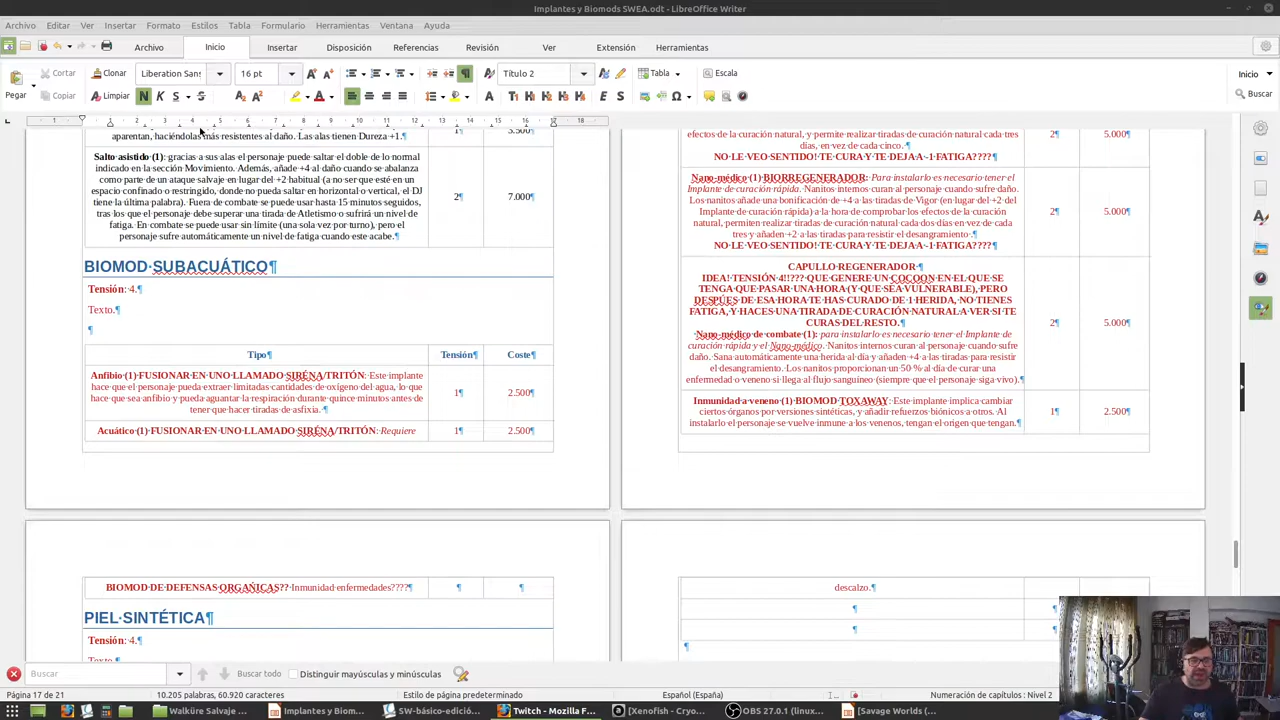 Implantes y Biomods SWEA.odt - LibreOffice Writer
Archivo Editar Ver Insertar Formato Estilos Tabla Formulario Herramientas Ventana Ayuda
Archivo Inicio Insertar Disposición Referencias Revisión Ver Extensión Herramientas
Cortar Clonar Liberation Sans 16 pt Título 2 Tabla Escala Inicio
Pegar Copiar Limpiar N K S Buscar
aparentan, haciéndolas más resistentes al daño. Las alas tienen Dureza +1.¶ 1¶ 3.500¶
Salto asistido (1): gracias a sus alas el personaje puede saltar el doble de lo normal
indicado en la sección Movimiento. Además, añade +4 al daño cuando se abalanza
como parte de un ataque salvaje en lugar del +2 habitual (a no ser que esté en un
espacio confinado o restringido, donde no pueda saltar en horizontal o vertical, el DJ
tiene la última palabra). Fuera de combate se puede usar hasta 15 minutos seguidos,
tras los que el personaje debe superar una tirada de Atletismo o sufrirá un nivel de
fatiga. En combate se puede usar sin límite (una sola vez por turno), pero el
personaje sufre automáticamente un nivel de fatiga cuando este acabe.¶
2¶ 7.000¶
BIOMOD SUBACUÁTICO¶
Tensión: 4.¶
Texto.¶
¶
Tipo¶ Tensión¶ Coste¶
Anfibio (1) FUSIONAR EN UNO LLAMADO SIRÉNA/TRITÓN: Este implante
hace que el personaje pueda extraer limitadas cantidades de oxígeno del agua, lo que
hace que sea anfibio y pueda aguantar la respiración durante quince minutos antes de
tener que hacer tiradas de asfixia. ¶
1¶ 2.500¶
Acuático (1) FUSIONAR EN UNO LLAMADO SIRÉNA/TRITÓN: Requiere 1¶ 2.500¶
efectos de la curación natural, y permite realizar tiradas de curación natural cada tres
días, en vez de cada cinco.
NO LE VEO SENTIDO! TE CURA Y TE DEJA A -1 FATIGA????¶
2¶ 5.000¶
Nano-médico (1) BIORREGENERADOR: Para instalarlo es necesario tener el
Implante de curación rápida. Nanitos internos curan al personaje cuando sufre daño.
Los nanitos añaden una bonificación de +4 a las tiradas de Vigor (en lugar del +2 del
Implante de curación rápida) a la hora de comprobar los efectos de la curación
natural, permiten realizar tiradas de curación natural cada tres días en vez de cada
tres y añaden +2 a las tiradas para resistir el desangramiento.¶
NO LE VEO SENTIDO! TE CURA Y TE DEJA A -1 FATIGA????¶
2¶ 5.000¶
CAPULLO REGENERADOR ¶
IDEA! TENSIÓN 4!!??? QUE GENERE UN COCOON EN EL QUE SE
TENGA QUE PASAR UNA HORA (Y QUE SEA VULNERABLE), PERO
DESPÚES DE ESA HORA TE HAS CURADO DE 1 HERIDA, NO TIENES
FATIGA, Y HACES UNA TIRADA DE CURACIÓN NATURAL A VER SI TE
CURAS DEL RESTO.¶
Nano-médico de combate (1): para instalarlo es necesario tener el Implante de
curación rápida y el Nano-médico. Nanitos internos curan al personaje cuando sufre
daño. Sana automáticamente una herida al día y añaden +4 a las tiradas para resistir
el desangramiento. Los nanitos proporcionan un 50 % al día de curar una
enfermedad o veneno si llega al flujo sanguíneo (siempre que el personaje siga vivo).¶
2¶ 5.000¶
Inmunidad a veneno (1) BIOMOD TOXAWAY: Este implante implica cambiar
ciertos órganos por versiones sintéticas, y añadir refuerzos biónicos a otros. Al
instalarlo el personaje se vuelve inmune a los venenos, tengan el origen que tengan.¶
1¶ 2.500¶
BIOMOD DE DEFENSAS ORGAŃICAS?? Inmunidad enfermedades????¶ ¶ ¶
PIEL SINTÉTICA¶
Tensión: 4.¶
Texto.¶
descalzo.¶
¶
¶
¶
Buscar Buscar todo Distinguir mayúsculas y minúsculas
Página 17 de 21 10.205 palabras, 60.920 caracteres Estilo de página predeterminado Español (España) Numeración de capítulos: Nivel 2
Walküre Salvaje Implantes y Biom... SW-básico-edició... Twitch — Mozilla F... [Xenofish - Cryo... OBS 27.0.1 (linux... [Savage Worlds (...